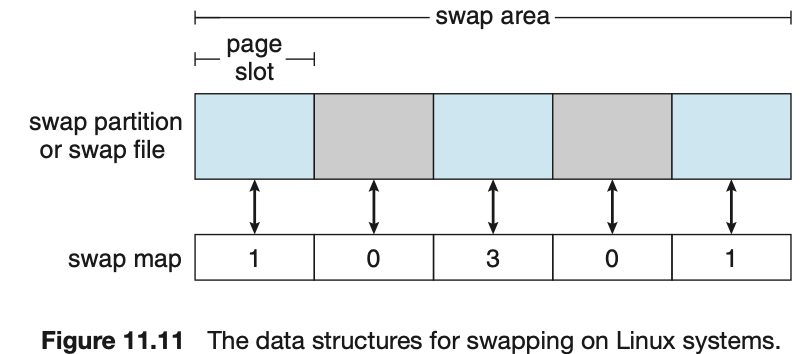 swap area
page
slot
swap partition
or swap file
swap map
1 0 3 0 1
Figure 11.11 The data structures for swapping on Linux systems.